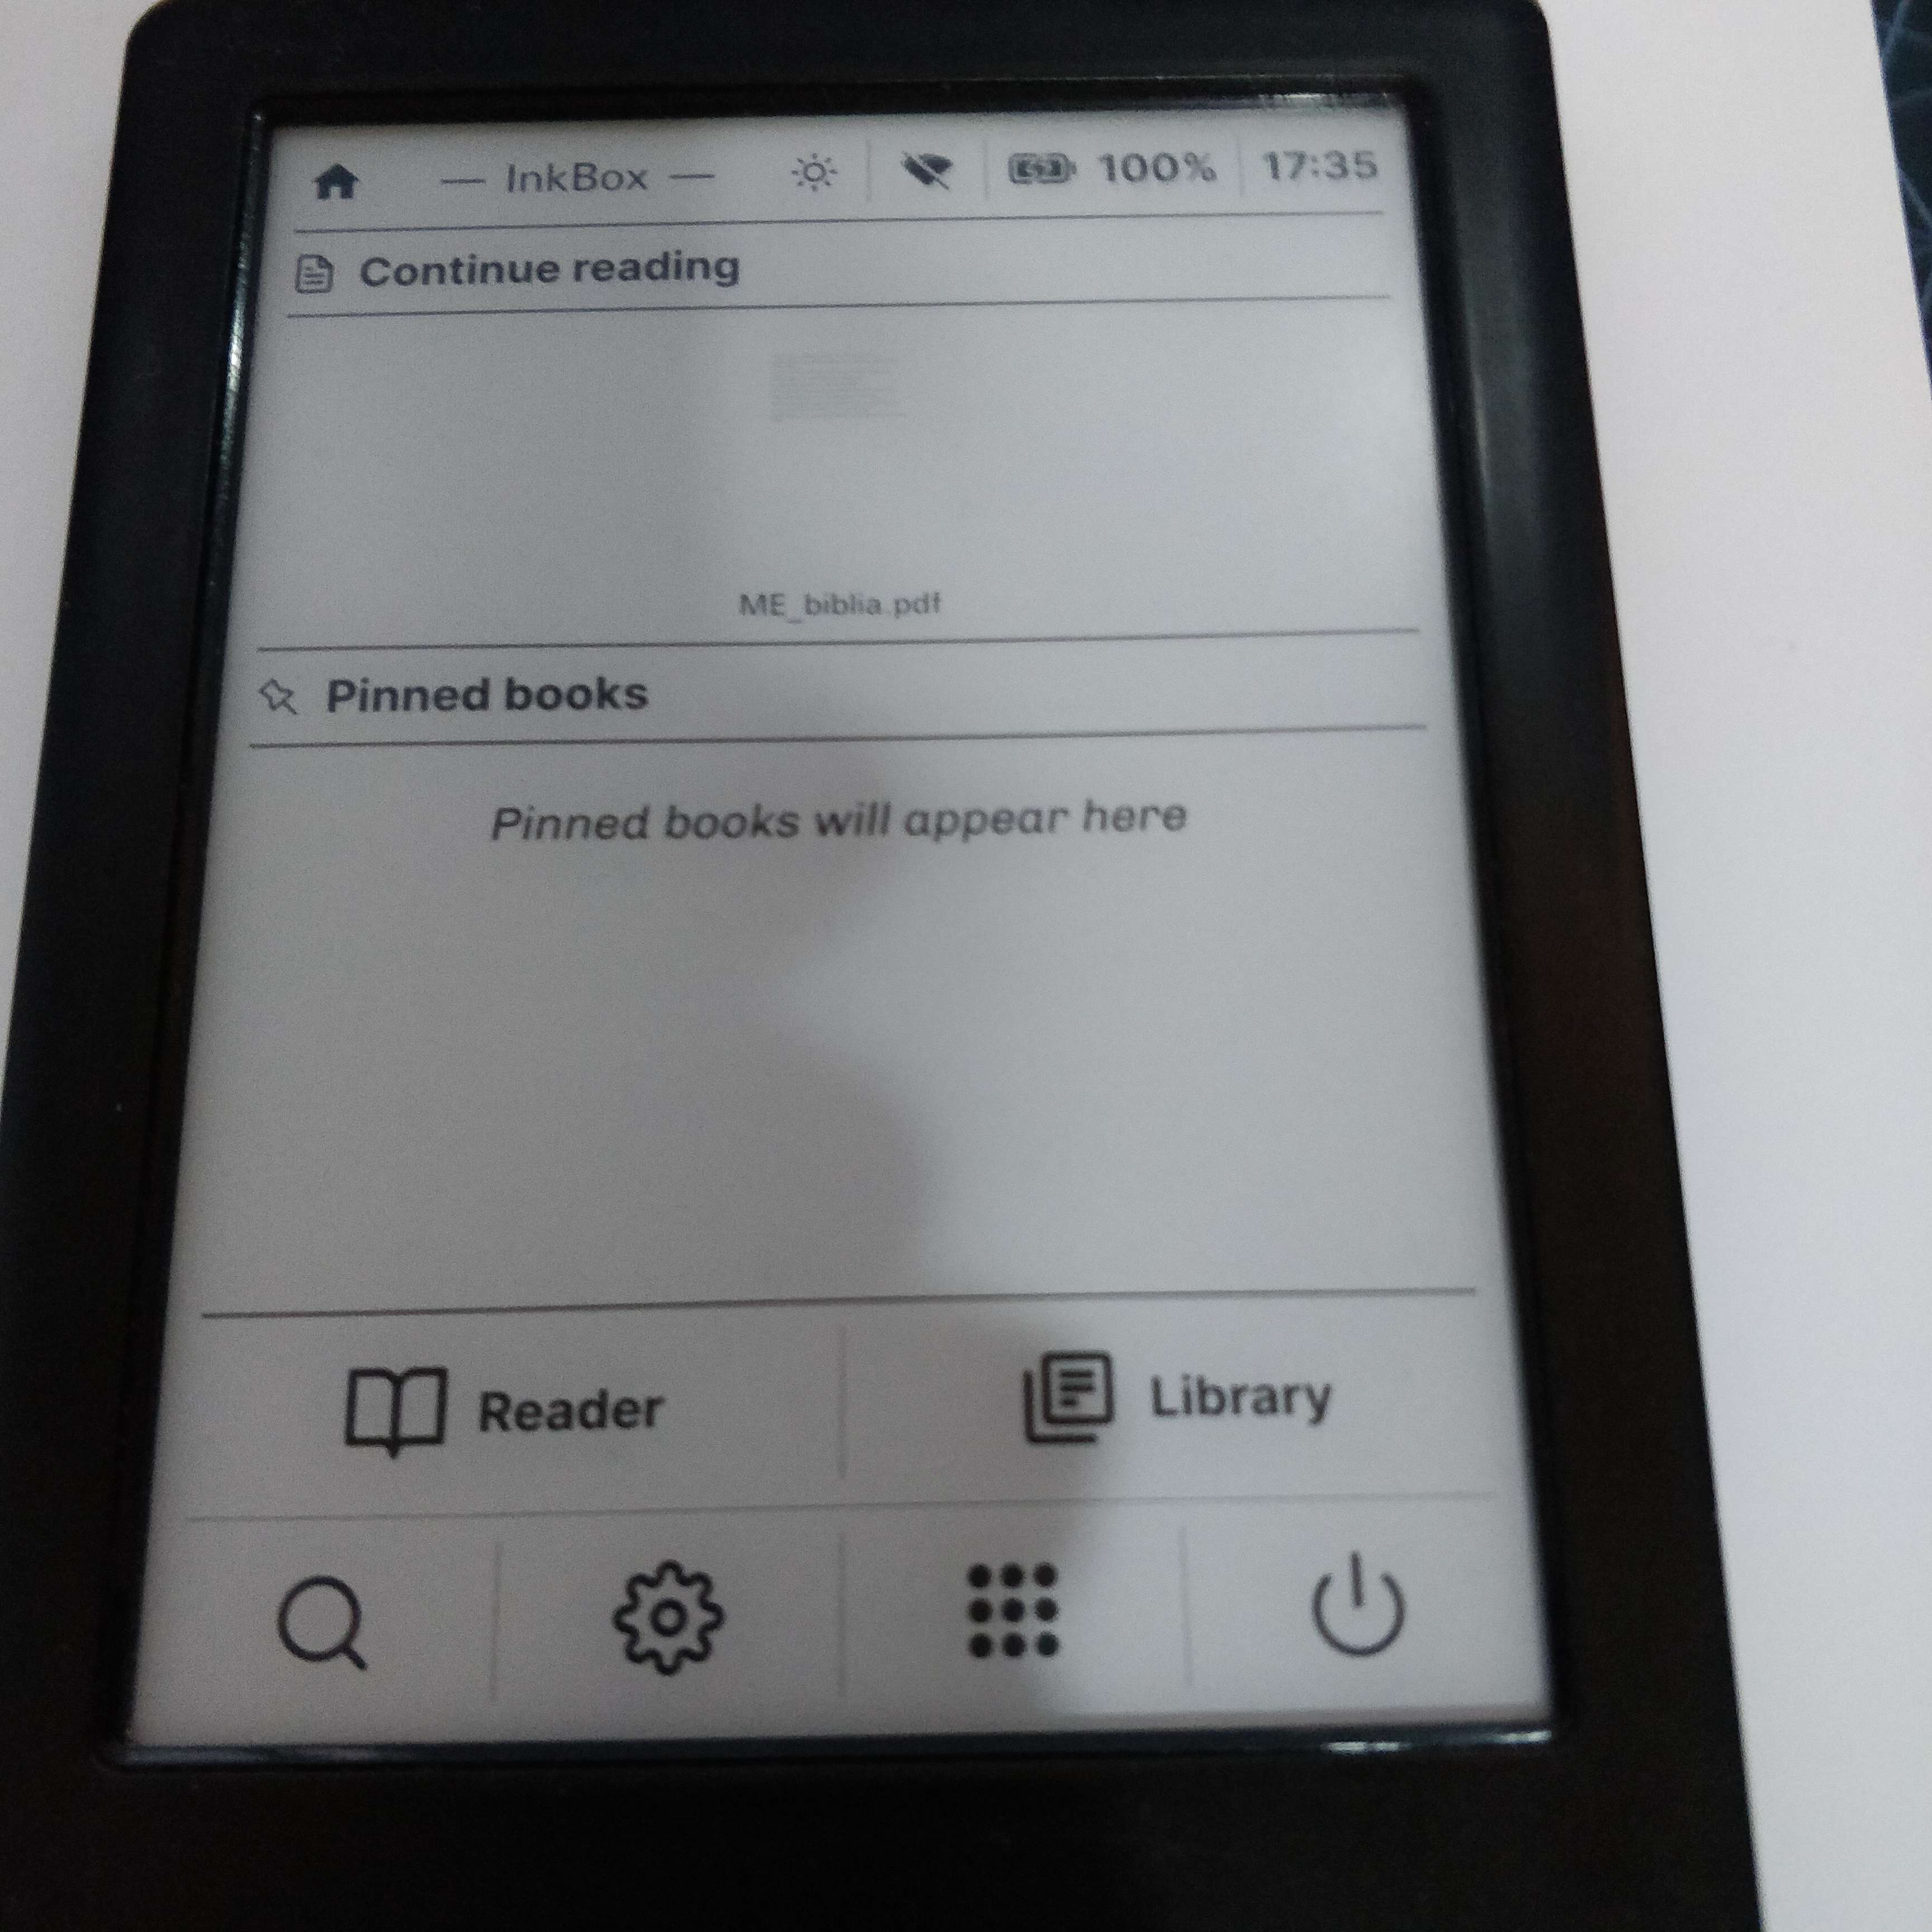 — InkBox — 100% 17:35
Continue reading
ME_biblia.pdf
Pinned books
Pinned books will appear here
Reader Library